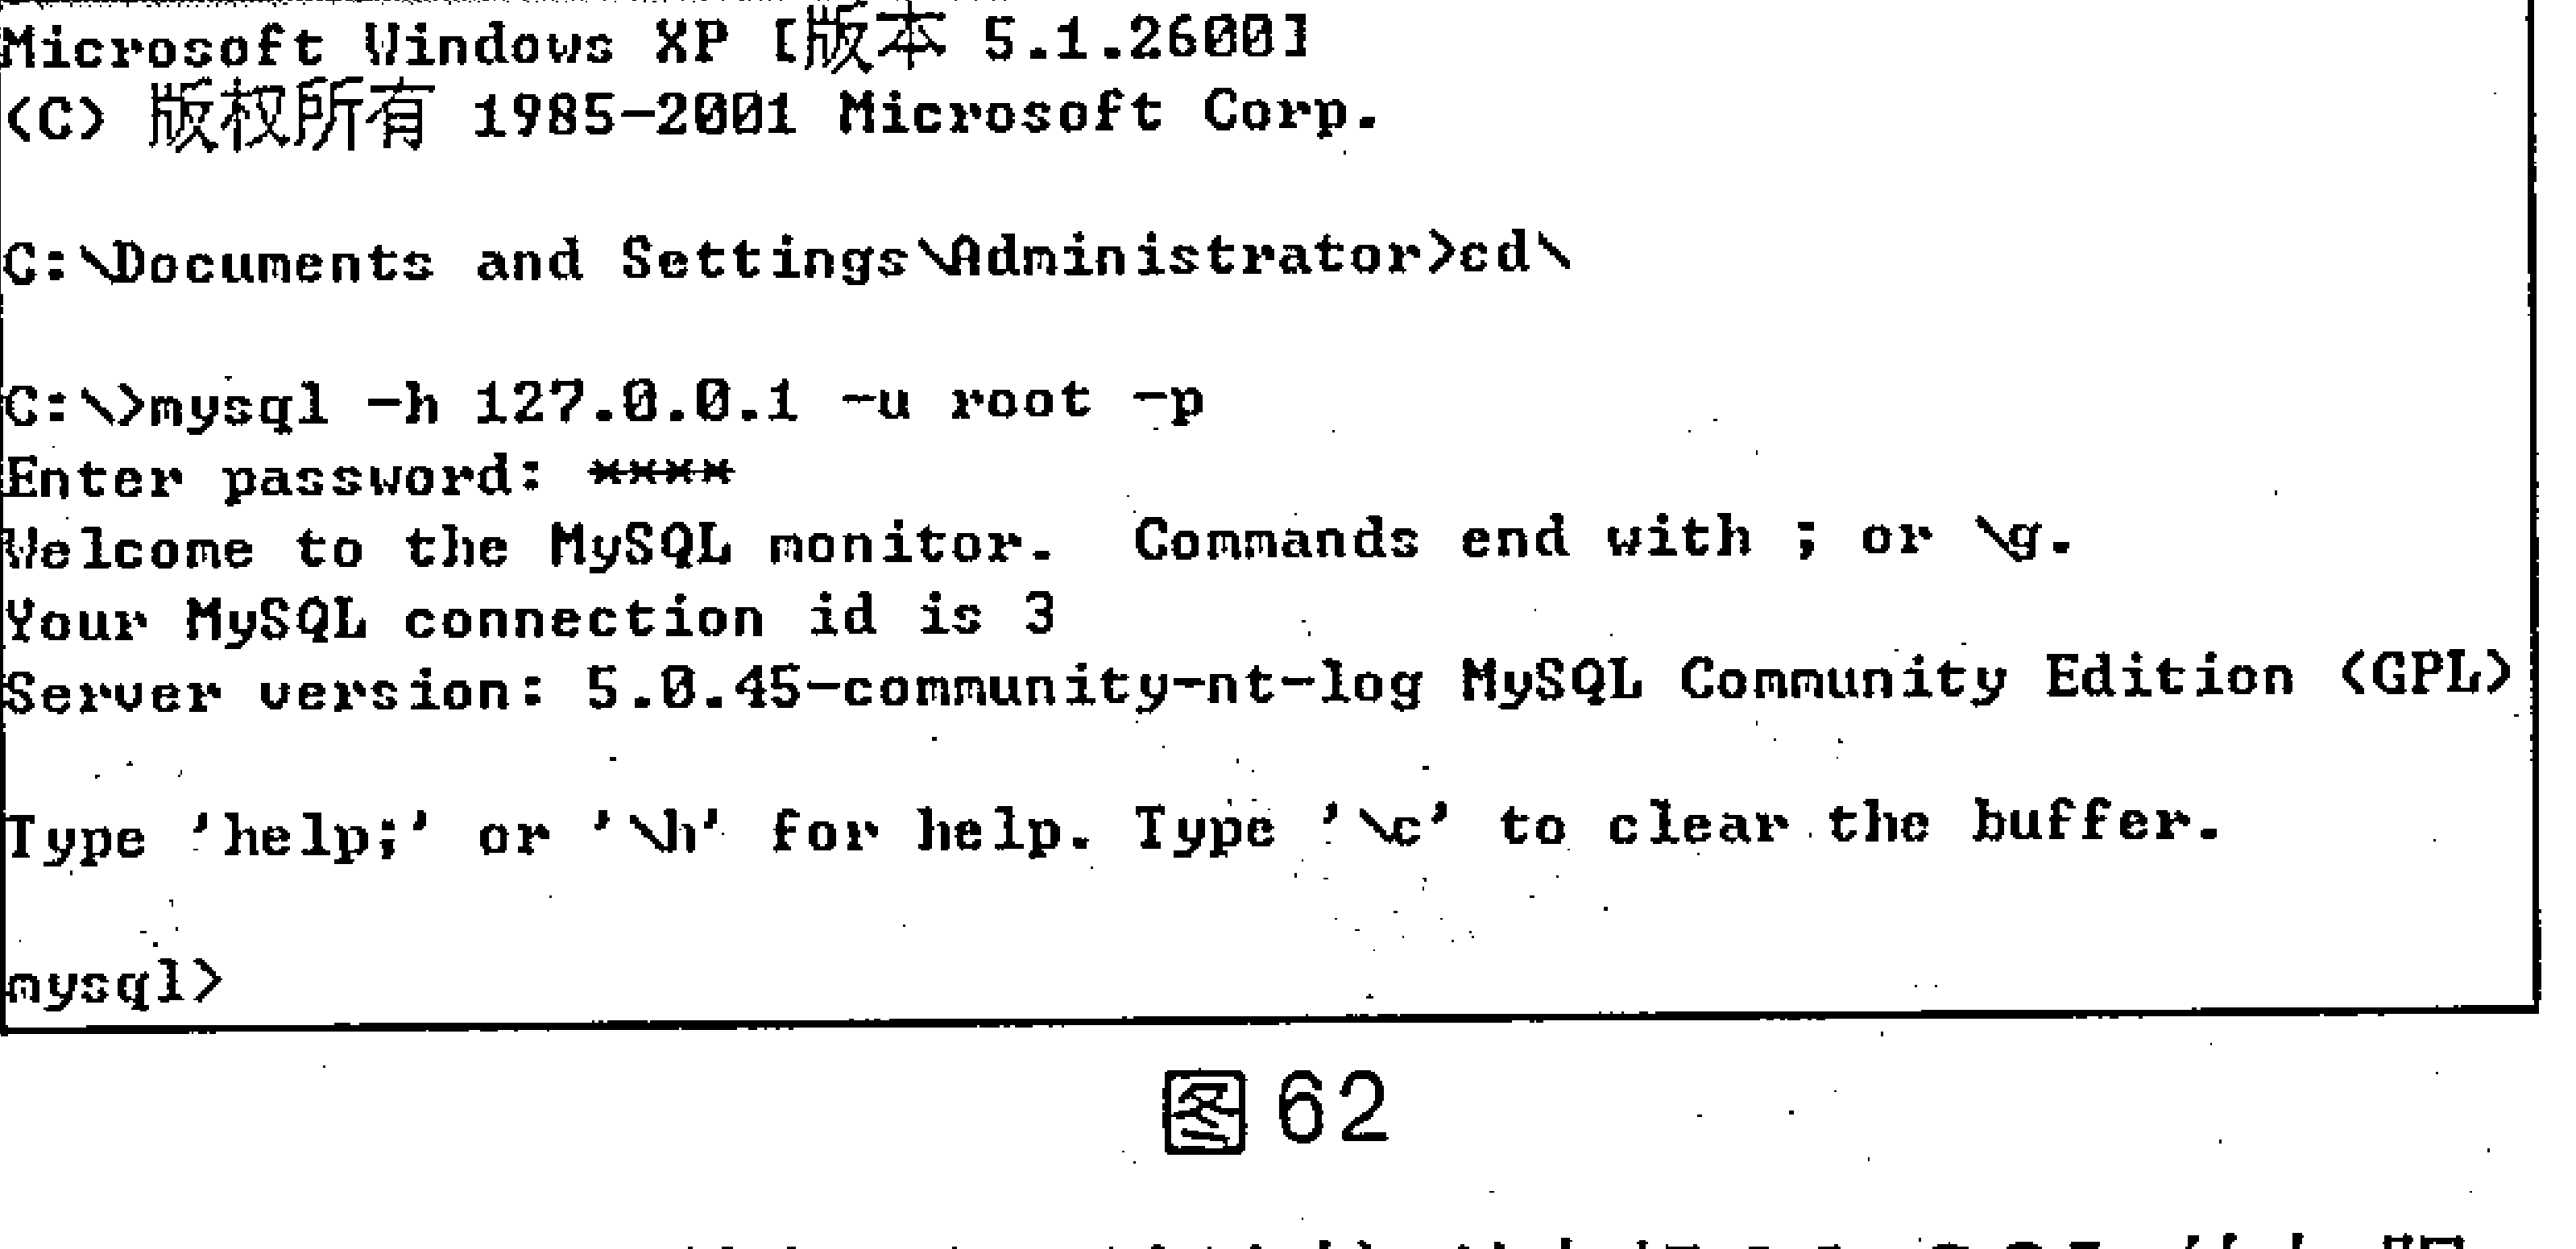 Microsoft Windows XP [版本 5.1.2600]
(C) 版权所有 1985-2001 Microsoft Corp.
C:\Documents and Settings\Administrator>cd\
C:\>mysql -h 127.0.0.1 -u root -p
Enter password: ****
Welcome to the MySQL monitor.  Commands end with ; or \g.
Your MySQL connection id is 3
Server version: 5.0.45-community-nt-log MySQL Community Edition (GPL)
Type 'help;' or '\h' for help. Type '\c' to clear the buffer.
mysql>
图 62